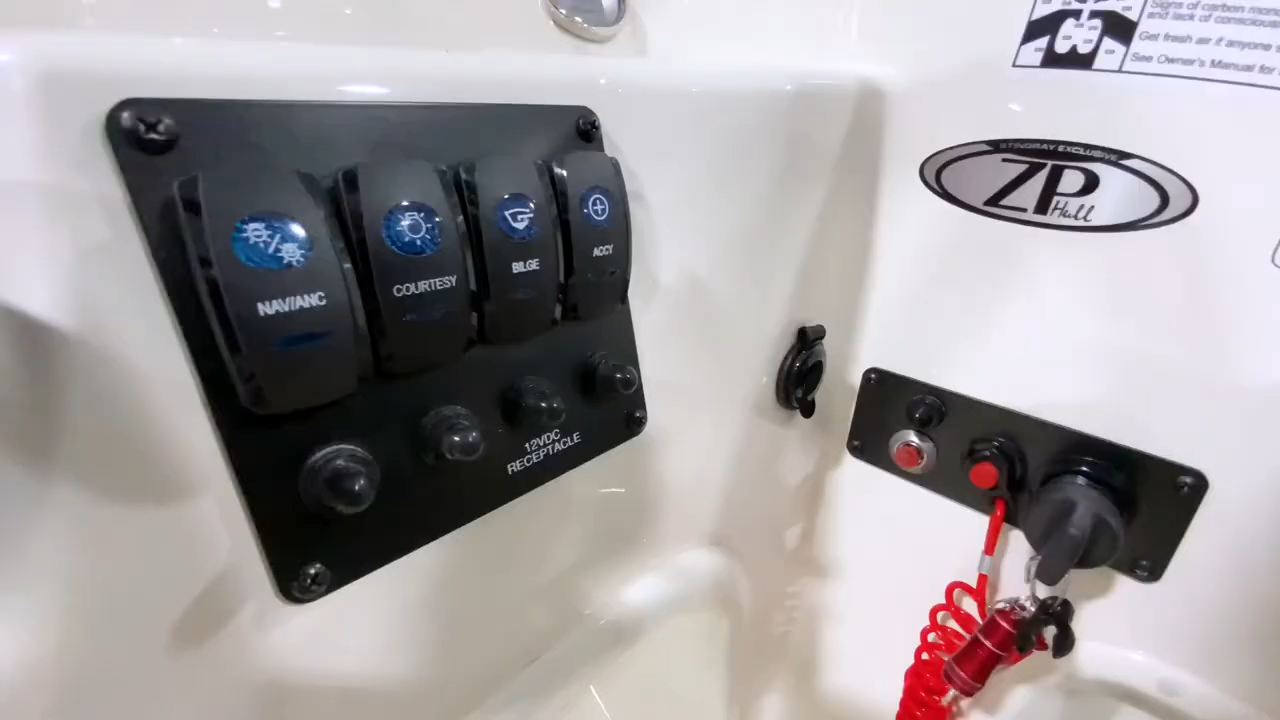 NAV/ANC
COURTESY
BILGE
ACCY
12VDC
RECEPTACLE
Signs of carbon mon
and lack of conscious
Get fresh air if anyone s
See Owner's Manual for
STINGRAY EXCLUSIVE
ZP
Hull